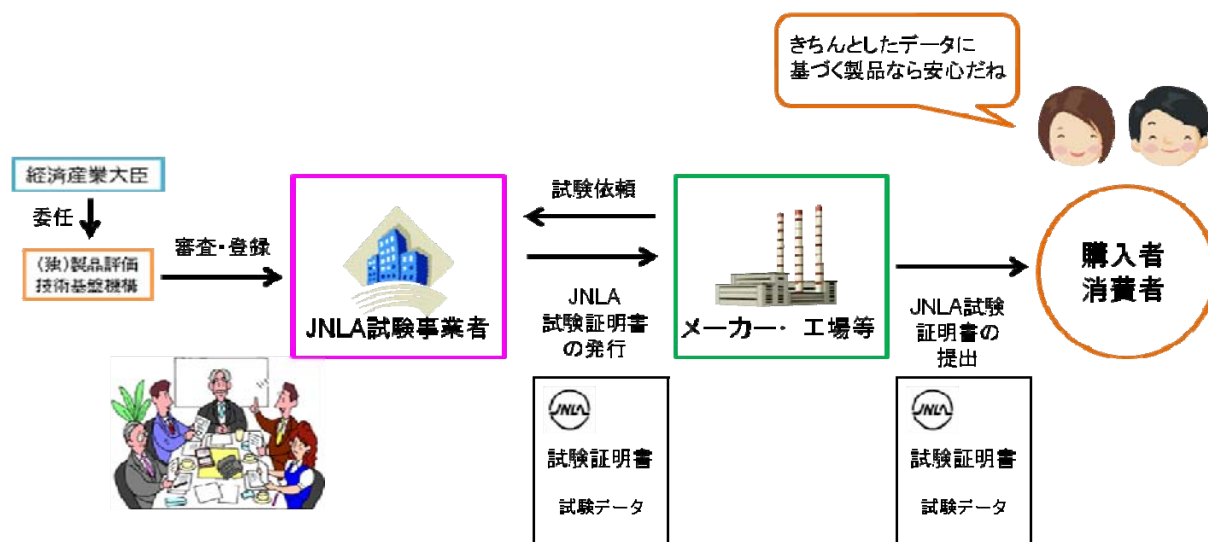 きちんとしたデータに
基づく製品なら安心だね
経済産業大臣
委任
(独)製品評価
技術基盤機構
審査・登録
JNLA試験事業者
試験依頼
JNLA
試験証明書
の発行
メーカー・ 工場等
JNLA試験
証明書の
提出
購入者
消費者
JNLA
試験証明書
試験データ
JNLA
試験証明書
試験データ